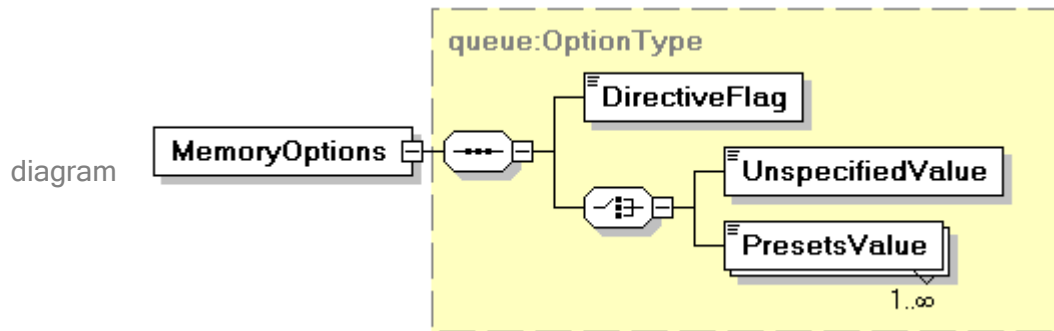 queue:OptionType
DirectiveFlag
diagram
MemoryOptions
UnspecifiedValue
PresetsValue
1..∞